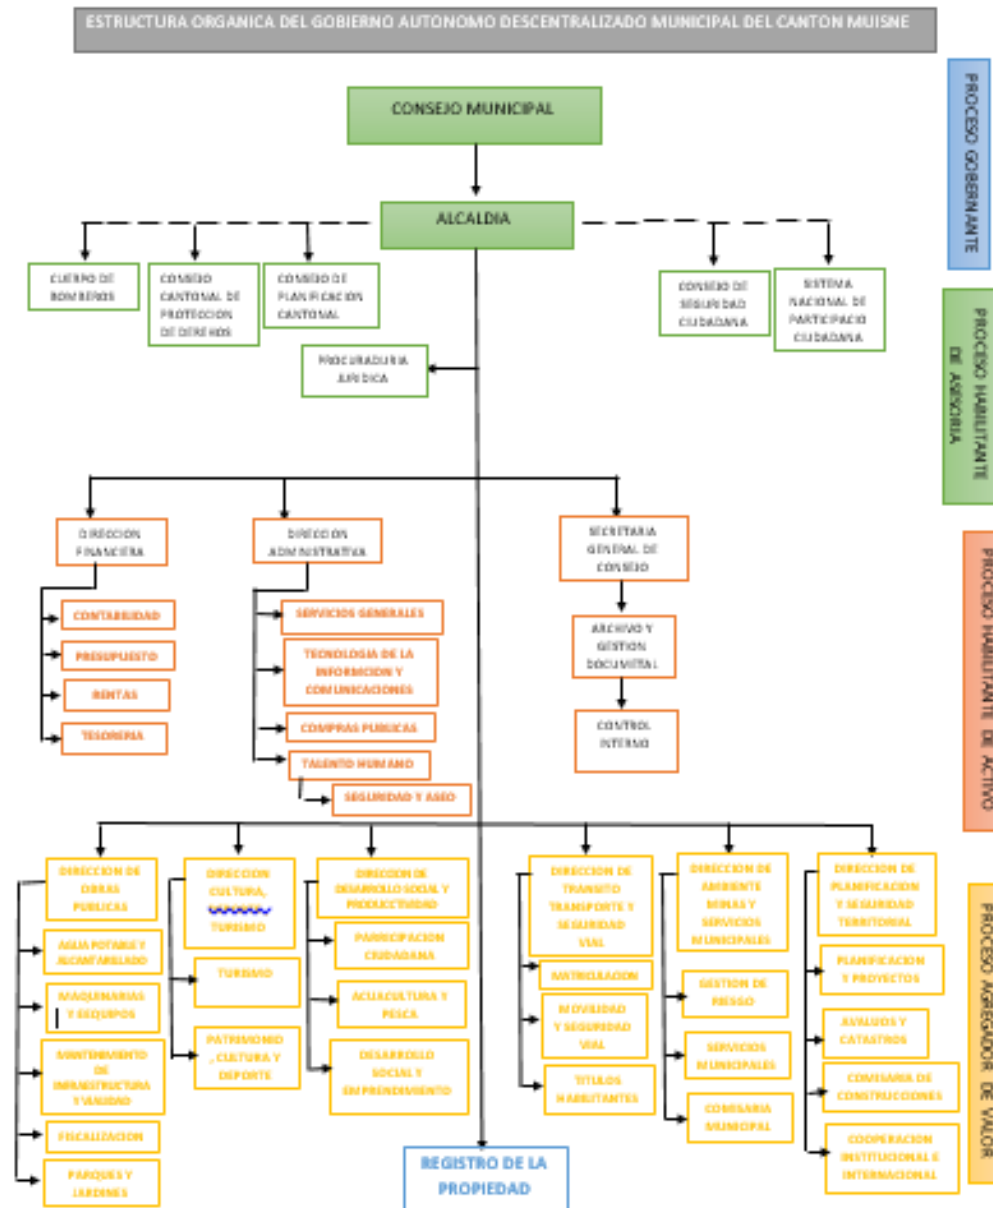 ESTRUCTURA ORGANICA DEL GOBIERNO AUTONOMO DESCENTRALIZADO MUNICIPAL DEL CANTON MUISNE
PROCESO GOBERNANTE
CONSEJO MUNICIPAL
ALCALDIA
CUERPO DE
BOMBEROS
CONSEJO
CANTONAL DE
PROTECCION
DE DEREHOS
CONSEJO DE
PLANIFICACION
CANTONAL
CONSEJO DE
SEGURIDAD
CIUDADANA
SISTEMA
NACIONAL DE
PARTICIPACIO
CIUDADANA
PROCURADURIA
JURIDICA
PROCESO HABILITANTE
DE ASESORIA
DIRECCION
FINANCIERA
CONTABILIDAD
PRESUPUESTO
RENTAS
TESORERIA
DIRECCION
ADMINISTRATIVA
SERVICIOS GENERALES
TECNOLOGIA DE LA
INFORMCION Y
COMUNICACIONES
COMPRAS PUBLICAS
TALENTO HUMANO
SEGURIDAD Y ASEO
SECRETARIA
GENERAL DE
CONSEJO
ARCHIVO Y
GESTION
CONTROL
INTERNO
PROCESO HABILITANTE DE ACTIVO
DIRECCION DE
OBRAS
PUBLICAS
AGUA POTABLE Y
ALCANTARILLADO
MAQUINARIAS
Y EEQUIPOS
MANTENIMIENTO
DE
INFRAESTRUCTURA
Y VIALIDAD
FISCALIZACION
PARQUES Y
JARDINES
DIRECCION
CULTURA,
TURISMO
TURISMO
PATRIMONIO
, CULTURA Y
DEPORTE
DIRECCION DE
DESARROLLO SOCIAL Y
PRODUCTIVIDAD
PARRICIPACION
CIUDADANA
ACUACULTURA Y
PESCA
DESARROLLO
SOCIAL Y
EMPRENDIMIENTO
DIRECCION DE
TRANSITO
TRANSPORTE Y
SEGURIDAD
VIAL
MATRICULACION
MOVILIDAD
Y SEGURIDAD
VIAL
TITULOS
HABILITANTES
DIRECCION DE
AMBIENTE
MINAS Y
SERVICIOS
MUNICIPALES
GESTION DE
RIESGO
SERVICIOS
MUNICIPALES
COMISARIA
MUNICIPAL
DIRECCION DE
PLANIFICACION
Y SEGURIDAD
TERRITORIAL
PLANIFICACION
Y PROYECTOS
AVALUOS Y
CATASTROS
COMISARIA DE
CONSTRUCCIONES
COOPERACION
INSTITUCIONAL E
INTERNACIONAL
PROCESO AGREGADOR DE VALOR
REGISTRO DE LA
PROPIEDAD